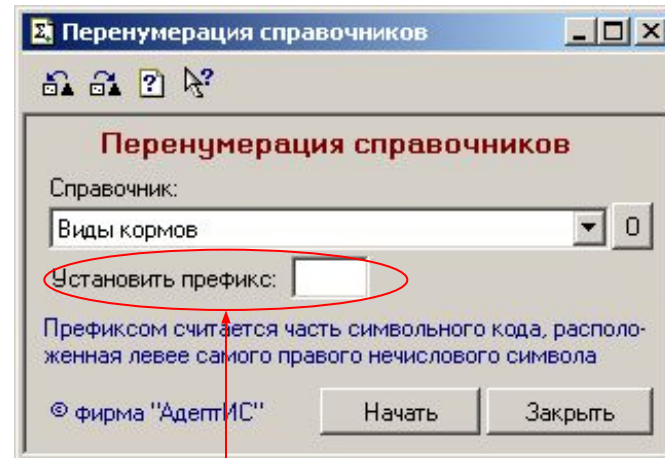 Перенумерация справочников
Перенумерация справочников
Справочник:
Виды кормов
О
Установить префикс:
Префиксом считается часть символьного кода, располо-
женная левее самого правого нечислового символа
© фирма "АдептИС"
Начать
Закрыть